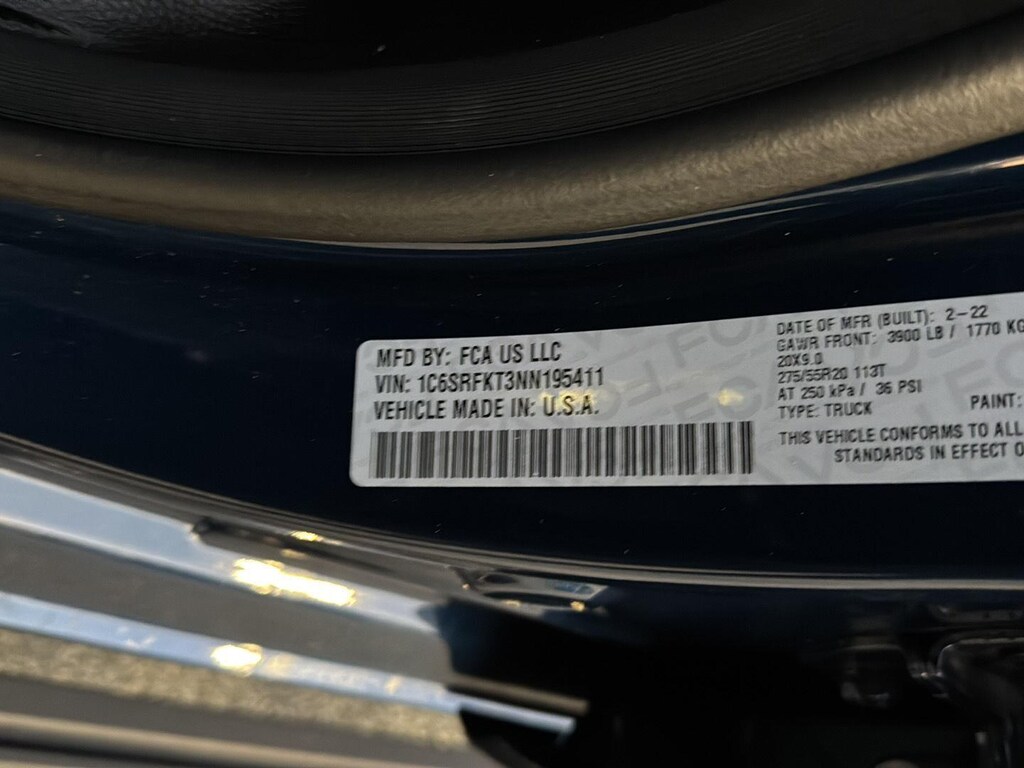 MFD BY: FCA US LLC
VIN: 1C6SRFKT3NN195411
VEHICLE MADE IN: U.S.A.
DATE OF MFR (BUILT): 2-22
GAWR FRONT: 3900 LB / 1770 KG
20X9.0
275/55R20 113T
AT 250 kPa / 36 PSI
TYPE: TRUCK PAINT:
THIS VEHICLE CONFORMS TO ALL
STANDARDS IN EFFECT O